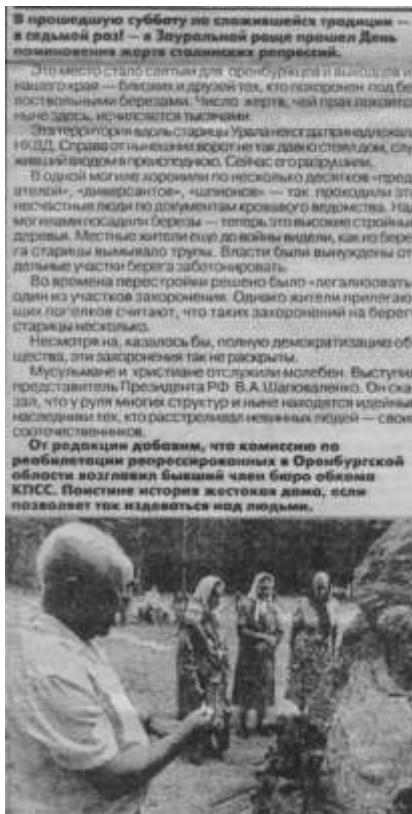 В прошедшую субботу по сложившейся традиции —
в седьмой раз! — в Зауральной роще прошел День
поминовения жертв сталинских репрессий.
Это место стало святым для оренбуржцев и выходцев из
нашего края — близких и друзей тех, кто похоронен под бе
лоствольными березами. Число жертв, чей прах покоится
ныне здесь, исчисляется тысячами.
Эта территория вдоль старицы Урала некогда принадлежал
НКДД. Справа от нынешних ворот не так давно стоял дом, слу
живший входом в преисподнюю. Сейчас его разрушили.
В одной могиле хоронили по несколько десятков «пред
ателей», «диверсантов», «шпионов» — так проходили эти
несчастные люди по документам кровавого ведомства. Над
могилами посадили березы — теперь это высокие стройные
деревья. Местные жители еще до войны видели, как из бере
га старицы вымывало трупы. Власти были вынуждены от
дельные участки берега забетонировать.
Во времена перестройки решено было «легализовать»
один из участков захоронения. Однако жители прилегаю
щих поселков считают, что таких захоронений на берегу
старицы несколько.
Несмотря на, казалось бы, полную демократизацию об
щества, эти захоронения так не раскрыты.
Мусульмане и христиане отслужили молебен. Выступил
представитель Президента РФ В.А.Шаповаленко. Он ска
зал, что у руля многих структур и ныне находятся идейные
наследники тех, кто расстреливал невинных людей — своих
соотечественников.
От редакции добавим, что комиссию по
реабилитации репрессированных в Оренбургской
области возглавил бывший член бюро обкома
КПСС. Поистине история жестокая дама, если
позволяет так издеваться над людьми.